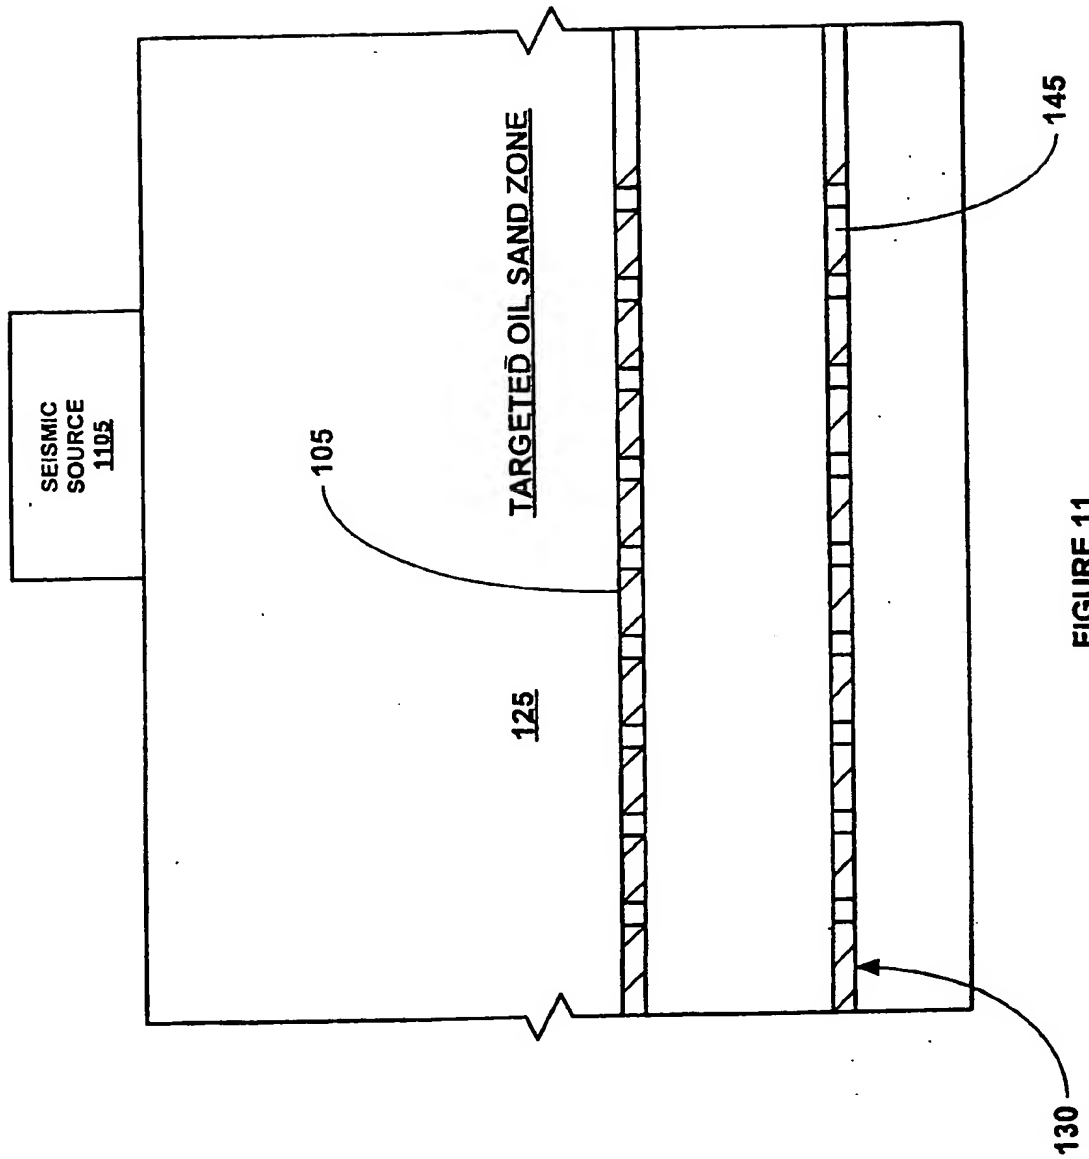 SEISMIC
SOURCE
1105
105
TARGETED OIL SAND ZONE
125
145
130
FIGURE 11